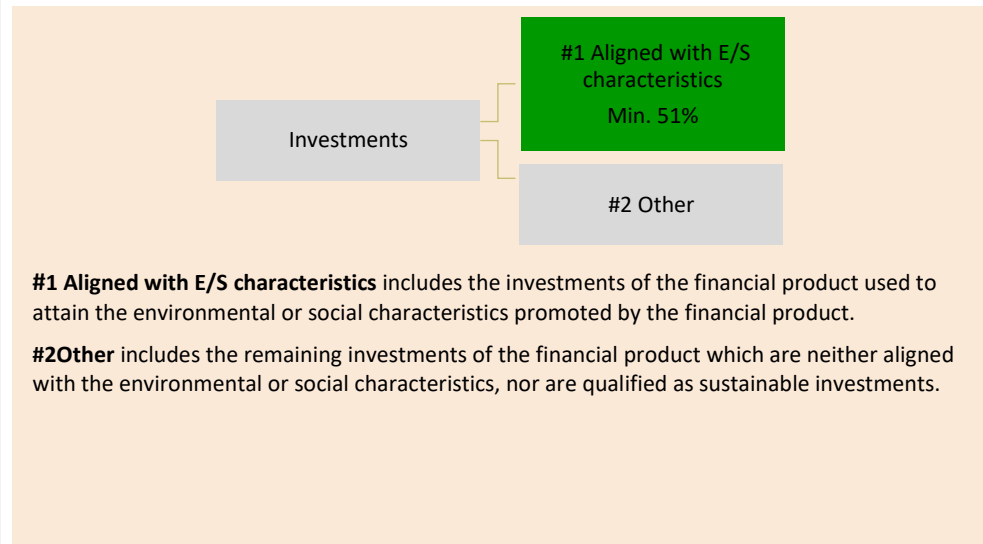 #1 Aligned with E/S
characteristics
Min. 51%
Investments
#2 Other
#1 Aligned with E/S characteristics includes the investments of the financial product used to
attain the environmental or social characteristics promoted by the financial product.
#2Other includes the remaining investments of the financial product which are neither aligned
with the environmental or social characteristics, nor are qualified as sustainable investments.